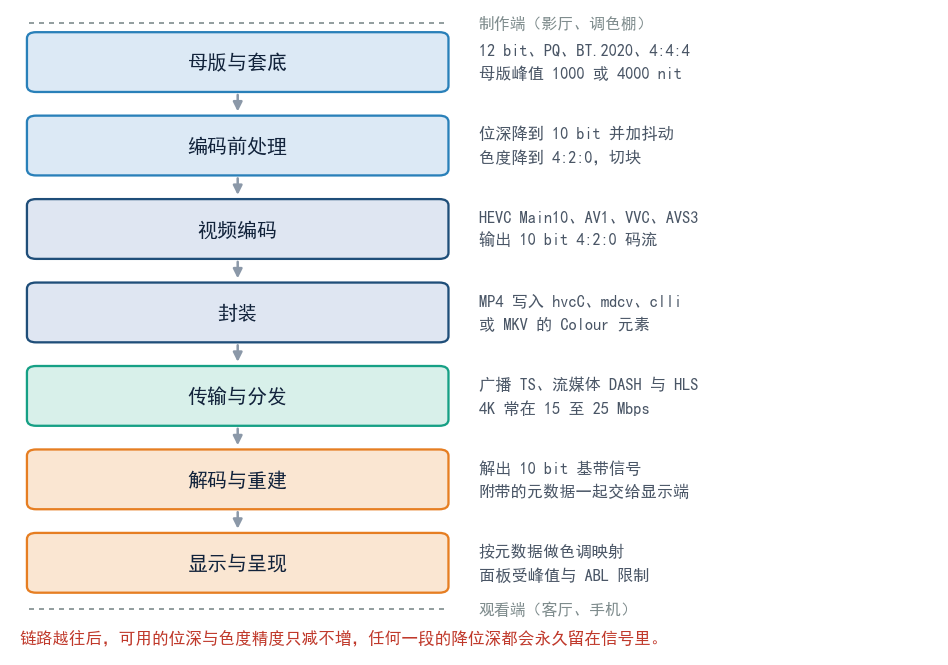 制作端（影厅、调色棚）
母版与套底
12 bit、PQ、BT.2020、4:4:4
母版峰值 1000 或 4000 nit
编码前处理
位深降到 10 bit 并加抖动
色度降到 4:2:0，切块
视频编码
HEVC Main10、AV1、VVC、AVS3
输出 10 bit 4:2:0 码流
封装
MP4 写入 hvcC、mdcv、clli
或 MKV 的 Colour 元素
传输与分发
广播 TS、流媒体 DASH 与 HLS
4K 常在 15 至 25 Mbps
解码与重建
解出 10 bit 基带信号
附带的元数据一起交给显示端
显示与呈现
按元数据做色调映射
面板受峰值与 ABL 限制
观看端（客厅、手机）
链路越往后，可用的位深与色度精度只减不增，任何一段的降位深都会永久留在信号里。